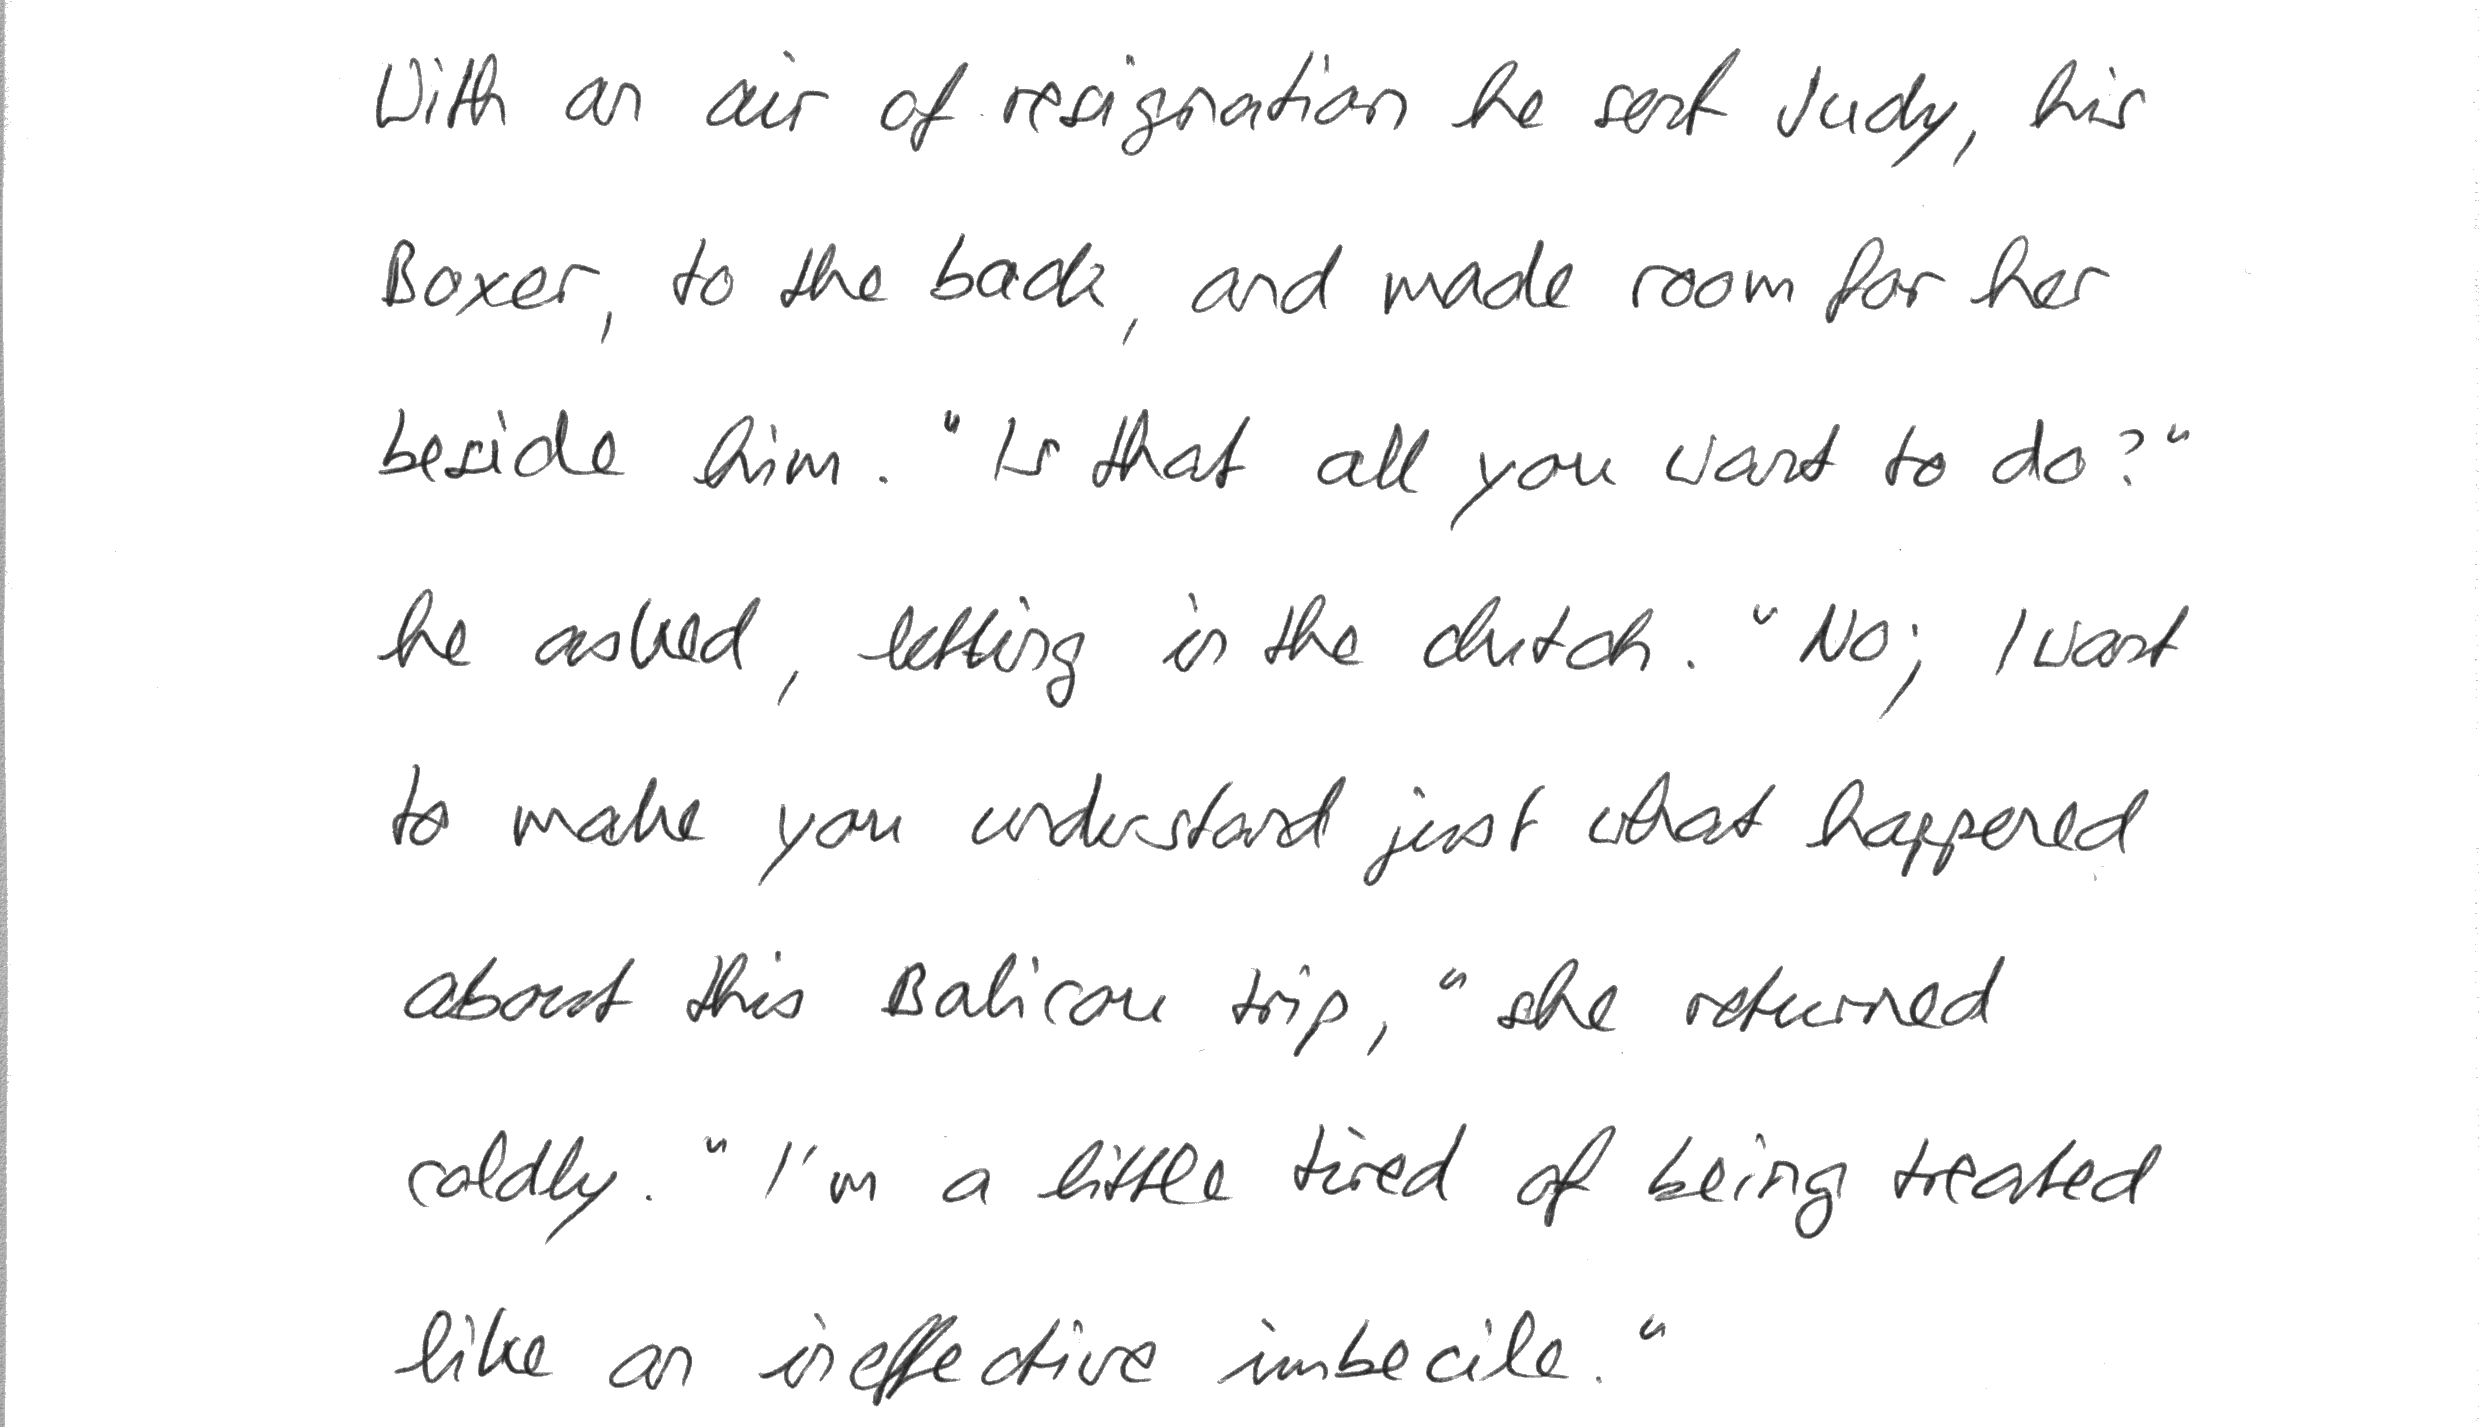 With an air of resignation he sent Judy, his
Boxer, to the back, and made room for her
beside him. "Is that all you want to do?"
he asked, letting in the clutch. "No; I want
to make you understand just what happened
about this Balicou trip," she returned
coldly. "I'm a little tired of being treated
like an ineffective imbecile."